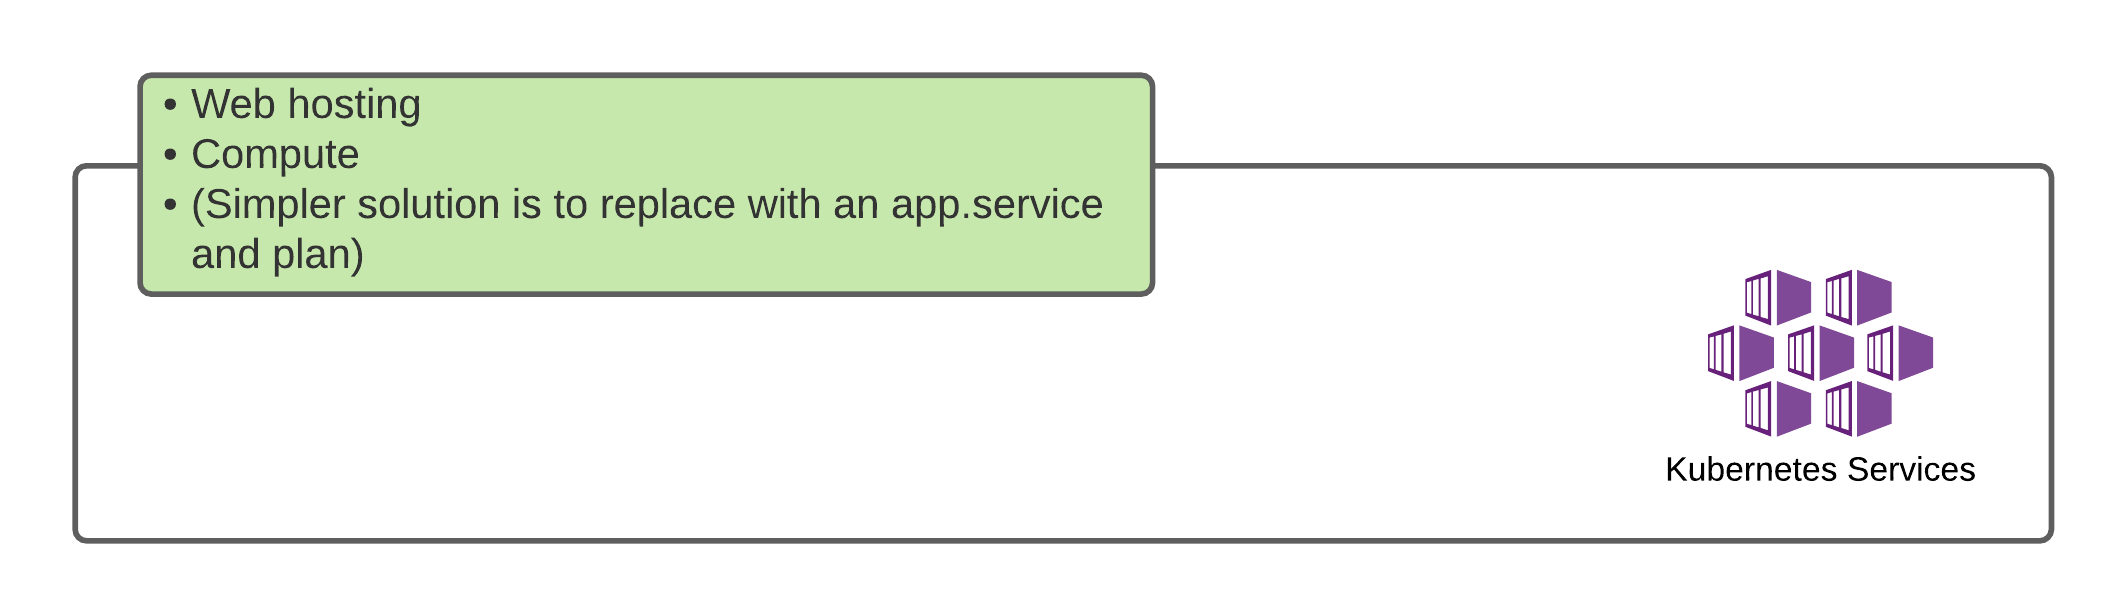 • Web hosting
• Compute
• (Simpler solution is to replace with an app.service
and plan)
Kubernetes Services